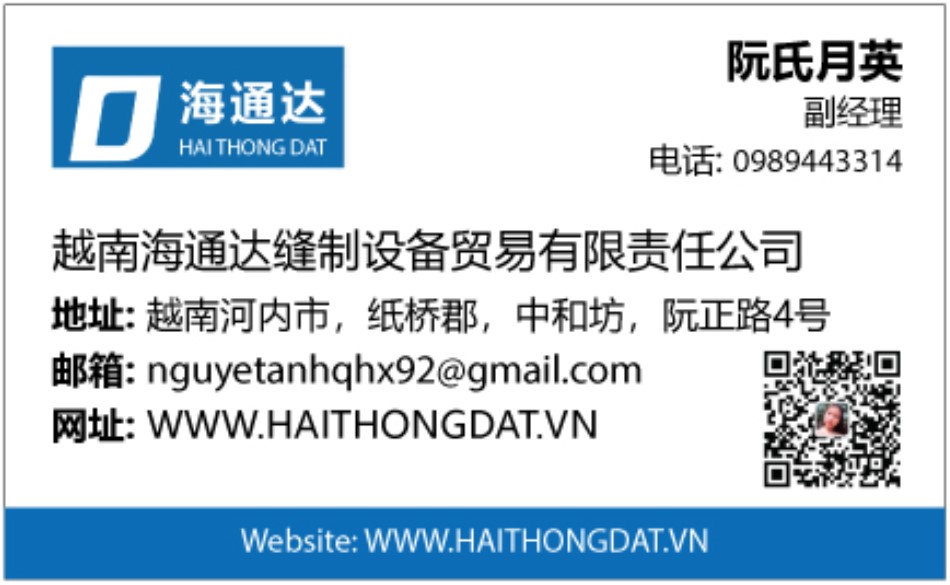 海通达
HAI THONG DAT
阮氏月英
副经理
电话: 0989443314
越南海通达缝制设备贸易有限责任公司
地址: 越南河内市，纸桥郡，中和坊，阮正路4号
邮箱: nguyetanhqhx92@gmail.com
网址: WWW.HAITHONGDAT.VN
Website: WWW.HAITHONGDAT.VN